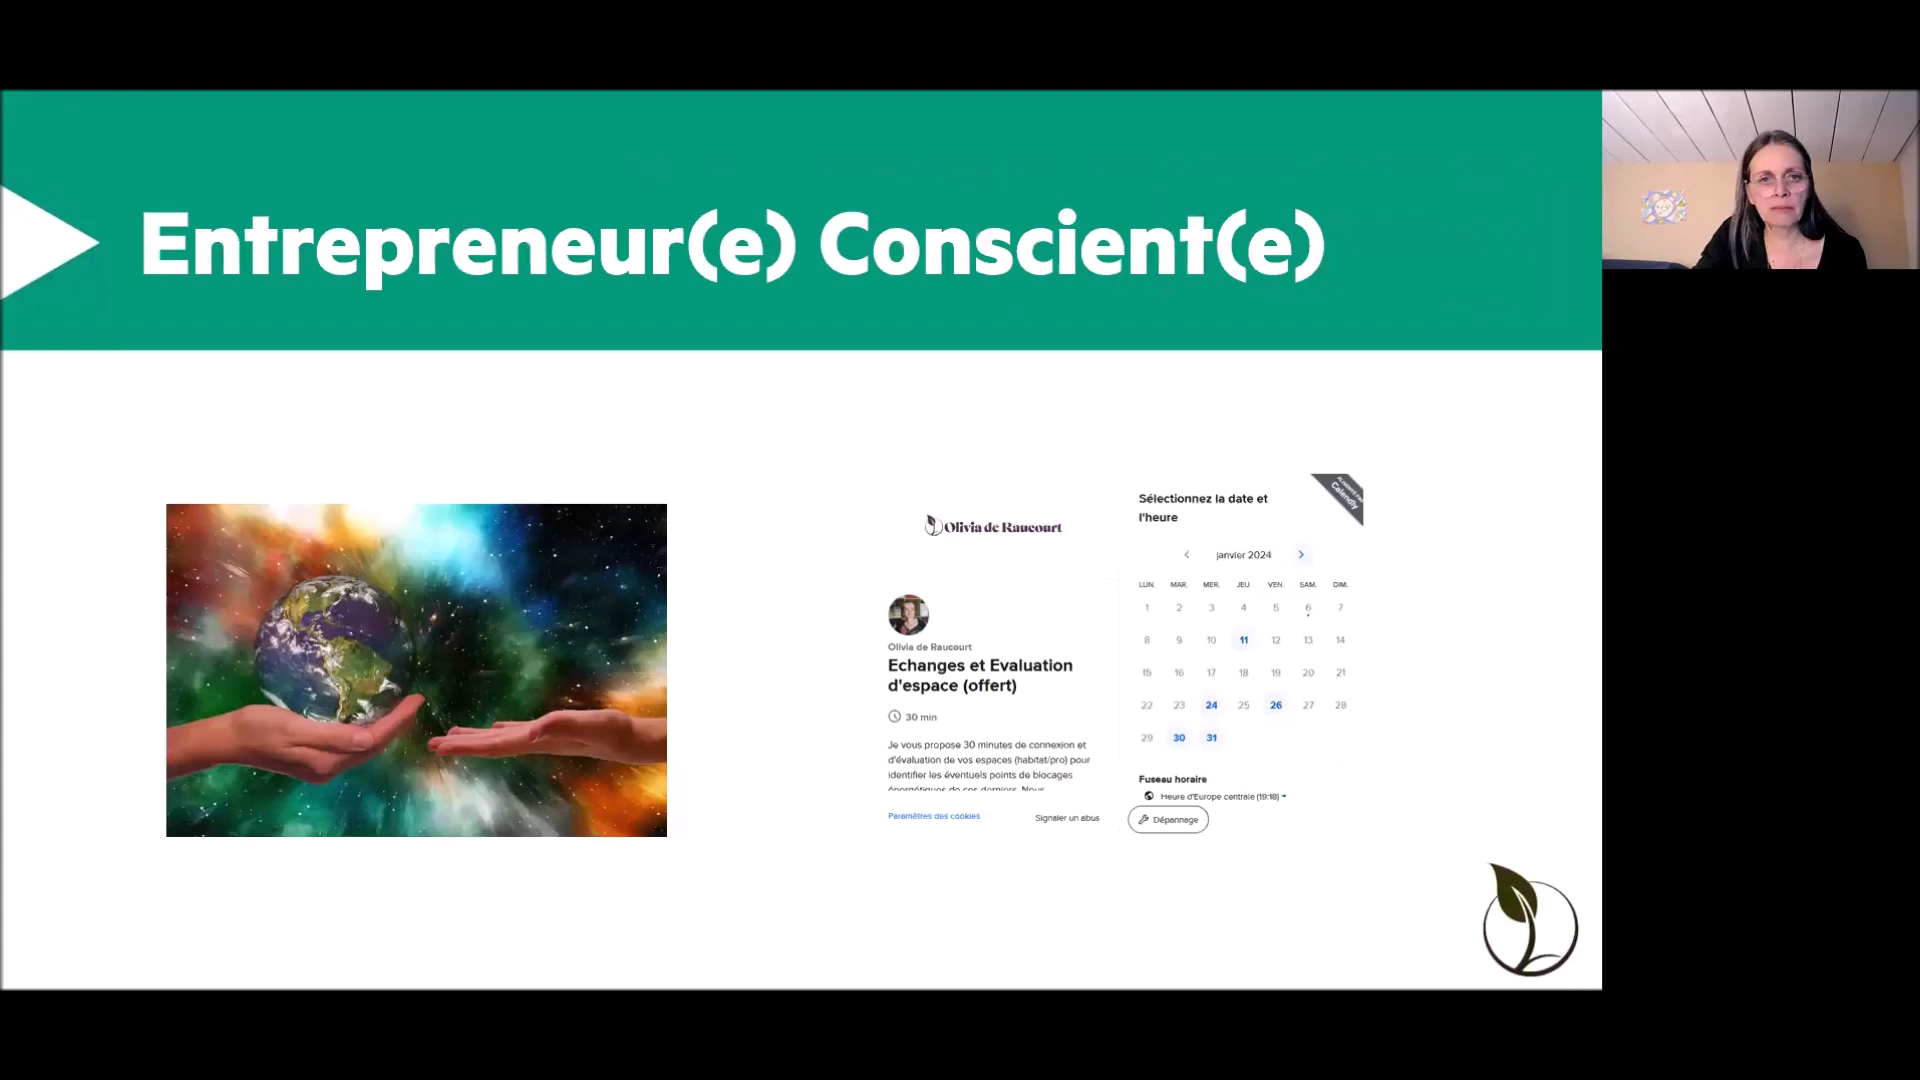 Entrepreneur(e) Conscient(e)
Olivia de Raucourt
Olivia de Raucourt
Echanges et Evaluation
d'espace (offert)
30 min
Je vous propose 30 minutes de connexion et
d'évaluation de vos espaces (habitat/pro) pour
identifier les éventuels points de blocages
énergétiques de ces derniers. Nous
Paramètres des cookies
Signaler un abus
Sélectionnez la date et
l'heure
Calendly
janvier 2024
LUN. MAR. MER. JEU VEN. SAM. DIM.
1 2 3 4 5 6 7
8 9 10 11 12 13 14
15 16 17 18 19 20 21
22 23 24 25 26 27 28
29 30 31
Fuseau horaire
Heure d'Europe centrale (19:18)
Dépannage